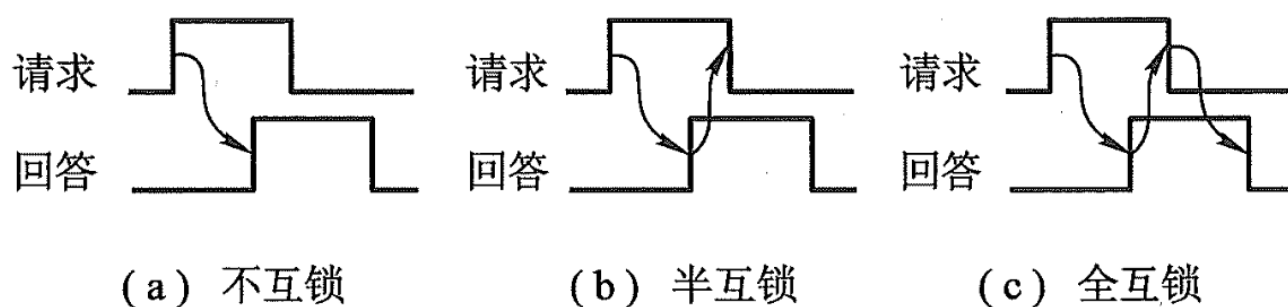 请求 请求 请求
回答 回答 回答
(a) 不互锁 (b) 半互锁 (c) 全互锁